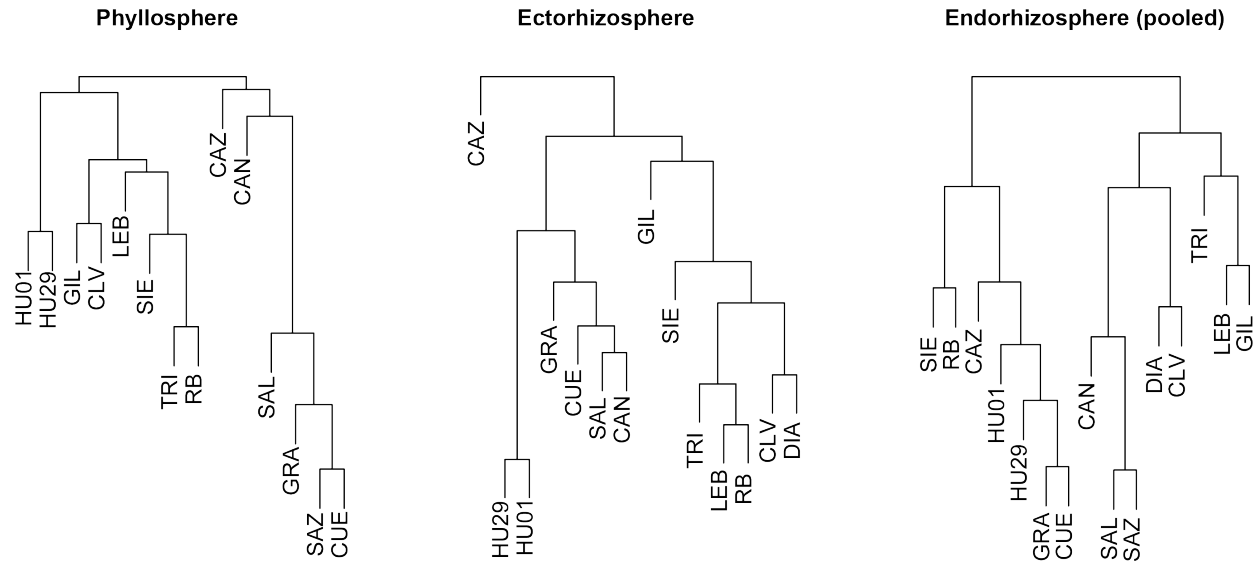 Phyllosphere
HU01
HU29
GIL
CLV
LEB
SIE
TRI
RB
CAZ
CAN
SAL
GRA
SAZ
CUE
Ectorhizosphere
CAZ
HU29
HU01
GRA
CUE
SAL
CAN
GIL
SIE
TRI
LEB
RB
CLV
DIA
Endorhizosphere (pooled)
SIE
RB
CAZ
HU01
HU29
GRA
CUE
CAN
SAL
SAZ
DIA
CLV
TRI
LEB
GIL